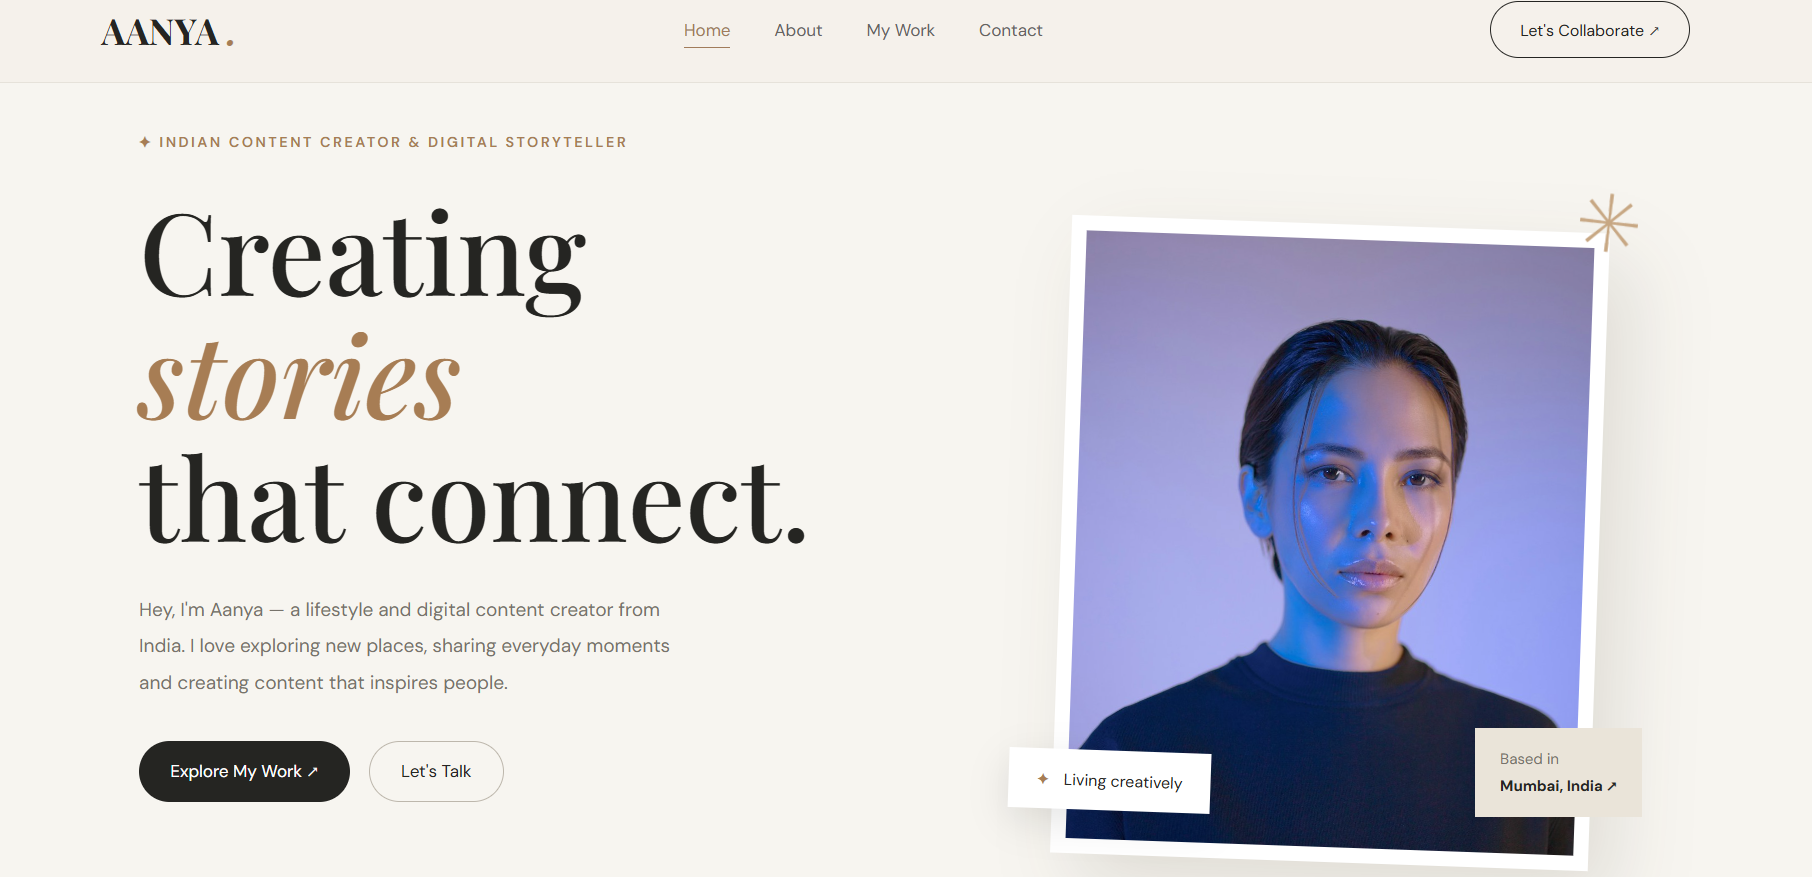 AANYA.
Home
About
My Work
Contact
Let's Collaborate ↗
✦ INDIAN CONTENT CREATOR & DIGITAL STORYTELLER
Creating
stories
that connect.
Hey, I'm Aanya — a lifestyle and digital content creator from
India. I love exploring new places, sharing everyday moments
and creating content that inspires people.
Explore My Work ↗
Let's Talk
✦ Living creatively
Based in
Mumbai, India ↗